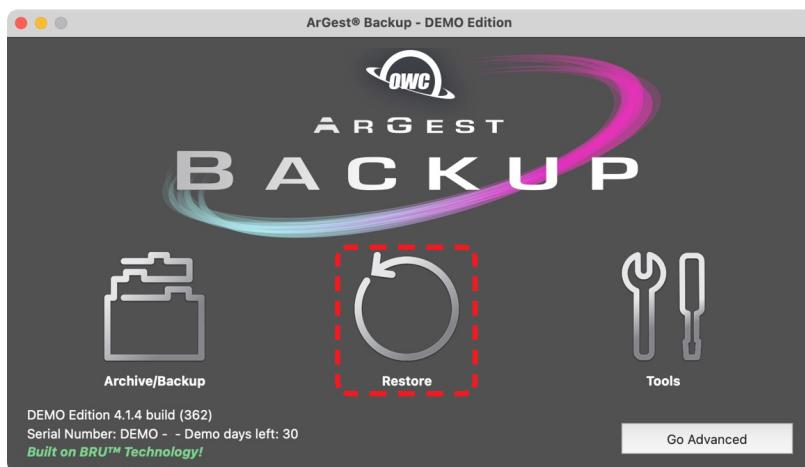 ArGest® Backup - DEMO Edition
OWC
ARGEST
BACKUP
Archive/Backup
Restore
Tools
DEMO Edition 4.1.4 build (362)
Serial Number: DEMO - - Demo days left: 30
Built on BRU™ Technology!
Go Advanced